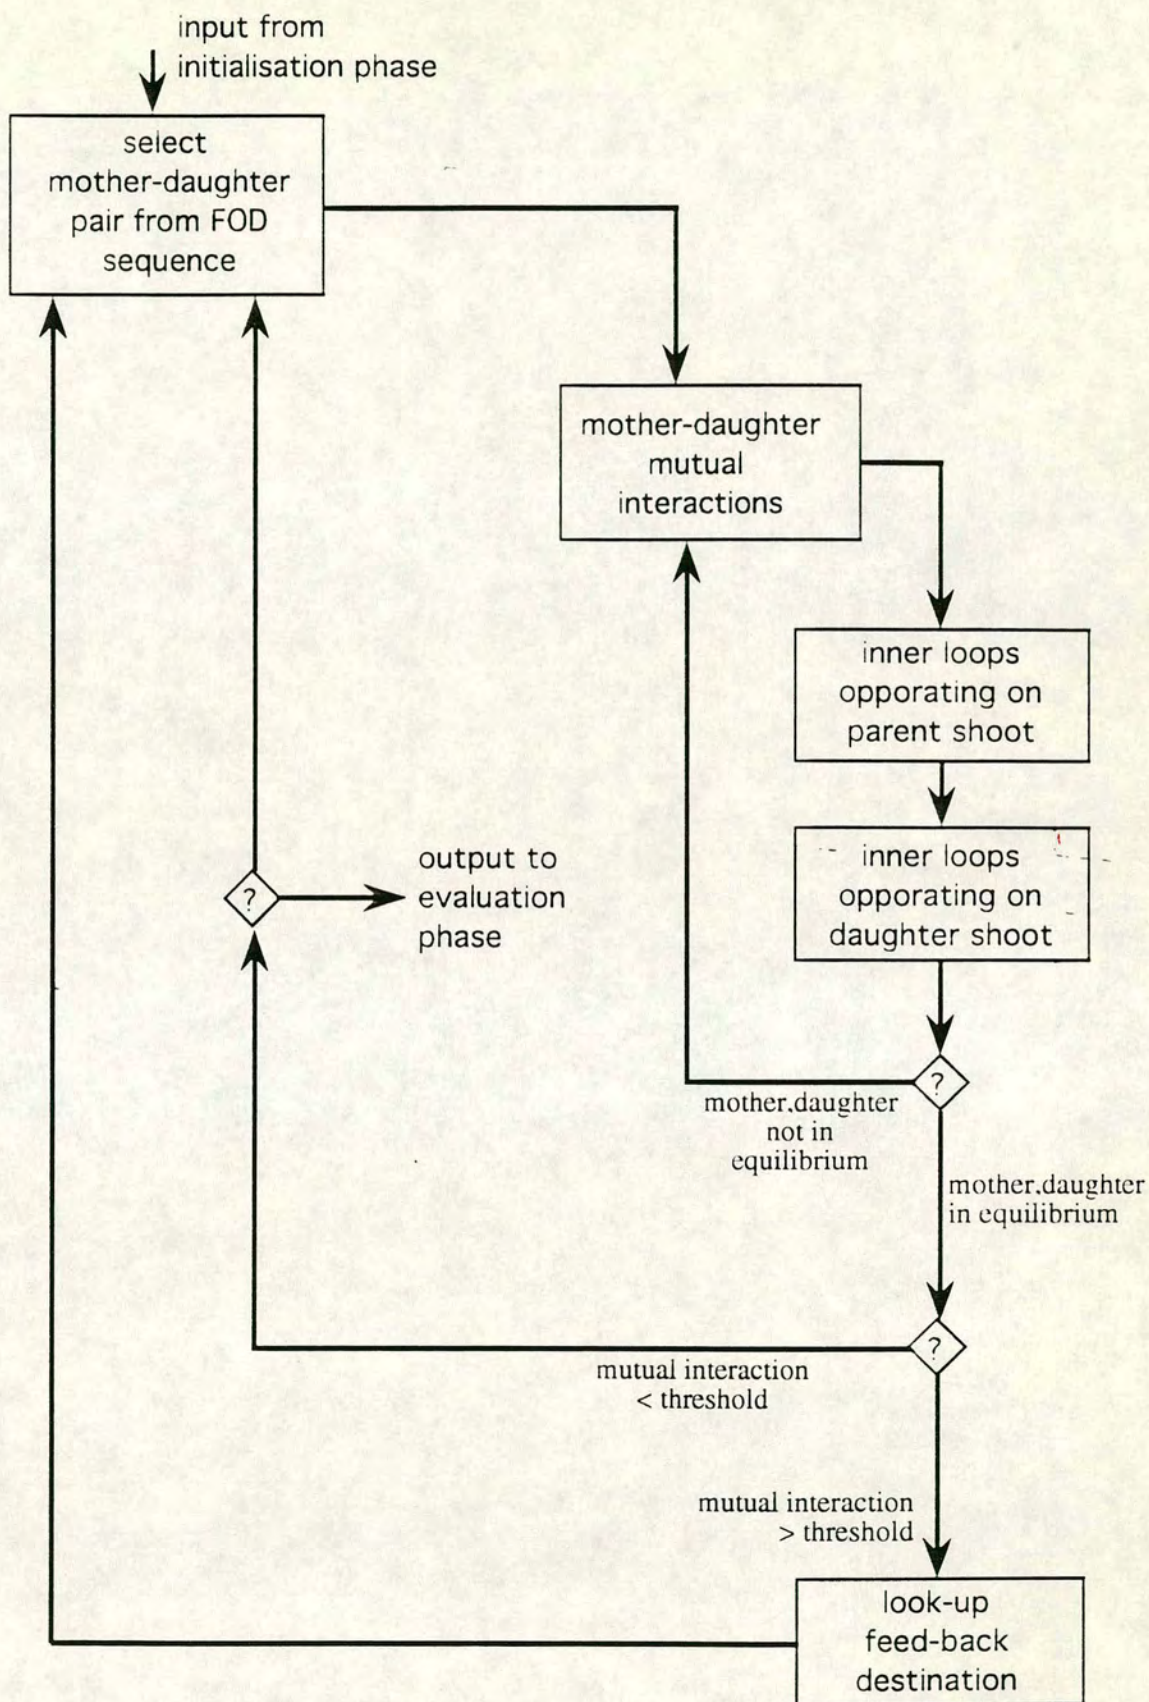 input from
initialisation phase
select
mother-daughter
pair from FOD
sequence
mother-daughter
mutual
interactions
inner loops
opporating on
parent shoot
inner loops
opporating on
daughter shoot
output to
evaluation
phase
?
?
mother.daughter
not in
equilibrium
mother.daughter
in equilibrium
?
mutual interaction
< threshold
mutual interaction
> threshold
look-up
feed-back
destination